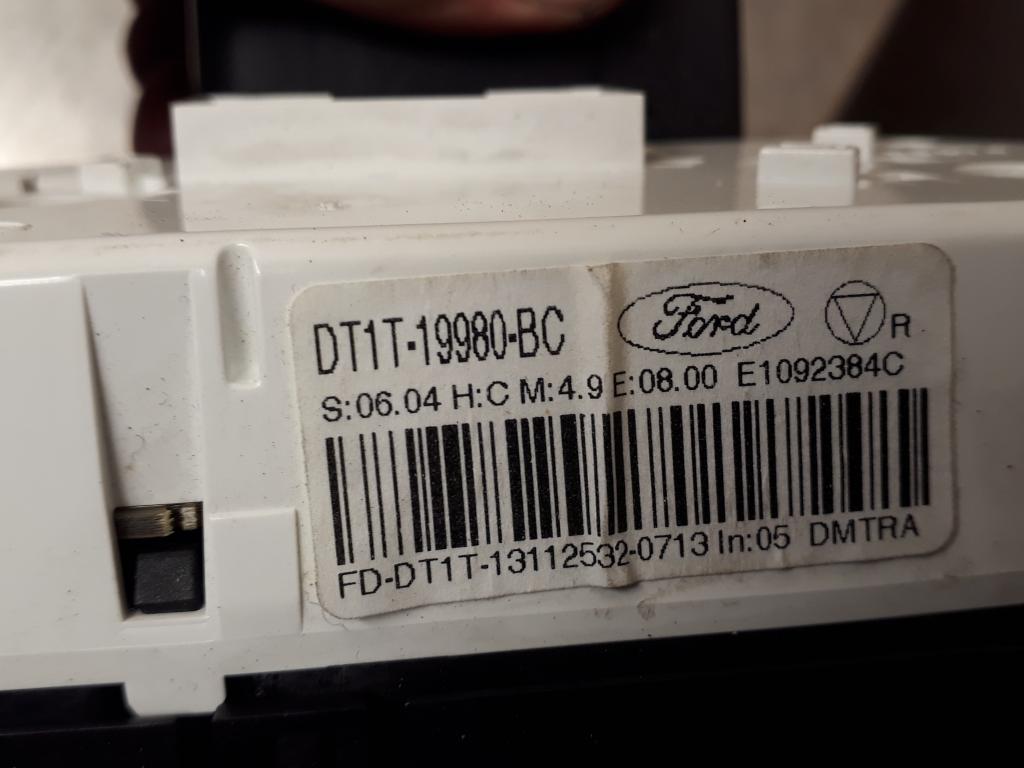 DT1T-19980-BC Ford R
S:06.04 H:C M:4.9 E:08.00 E1092384C
FD-DT1T-13112532-0713 In:05 DMTRA